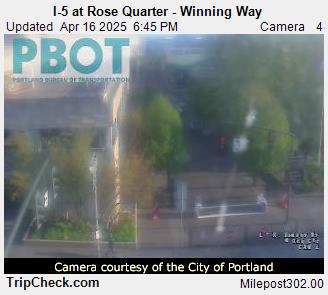 I-5 at Rose Quarter - Winning Way
Updated Apr 16 2025 6:45 PM Camera 4
PBOT
PORTLAND BUREAU OF TRANSPORTATION
Camera courtesy of the City of Portland
TripCheck.com Milepost302.00